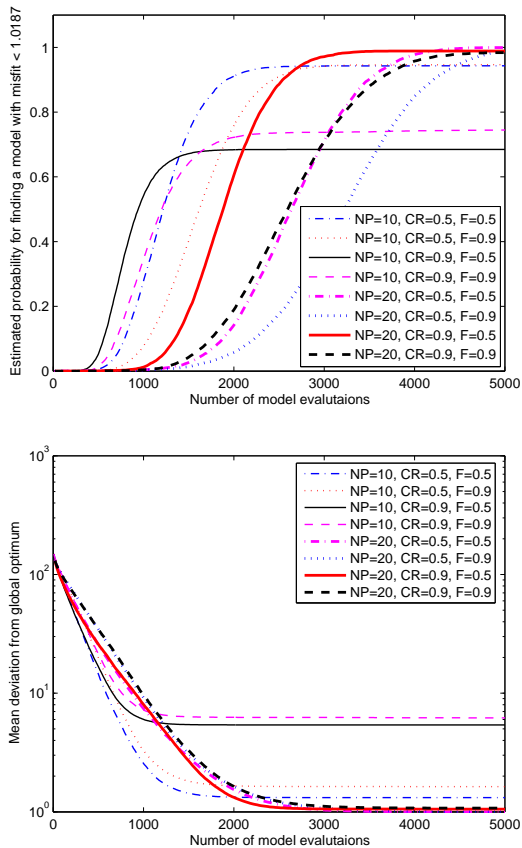 Estimated probability for finding a model with misfit < 1.0187
1
0.8
0.6
0.4
0.2
0
NP=10, CR=0.5, F=0.5
NP=10, CR=0.5, F=0.9
NP=10, CR=0.9, F=0.5
NP=10, CR=0.9, F=0.9
NP=20, CR=0.5, F=0.5
NP=20, CR=0.5, F=0.9
NP=20, CR=0.9, F=0.5
NP=20, CR=0.9, F=0.9
0 1000 2000 3000 4000 5000
Number of model evalutaions
Mean deviation from global optimum
10^3
10^2
10^1
10^0
NP=10, CR=0.5, F=0.5
NP=10, CR=0.5, F=0.9
NP=10, CR=0.9, F=0.5
NP=10, CR=0.9, F=0.9
NP=20, CR=0.5, F=0.5
NP=20, CR=0.5, F=0.9
NP=20, CR=0.9, F=0.5
NP=20, CR=0.9, F=0.9
0 1000 2000 3000 4000 5000
Number of model evalutaions